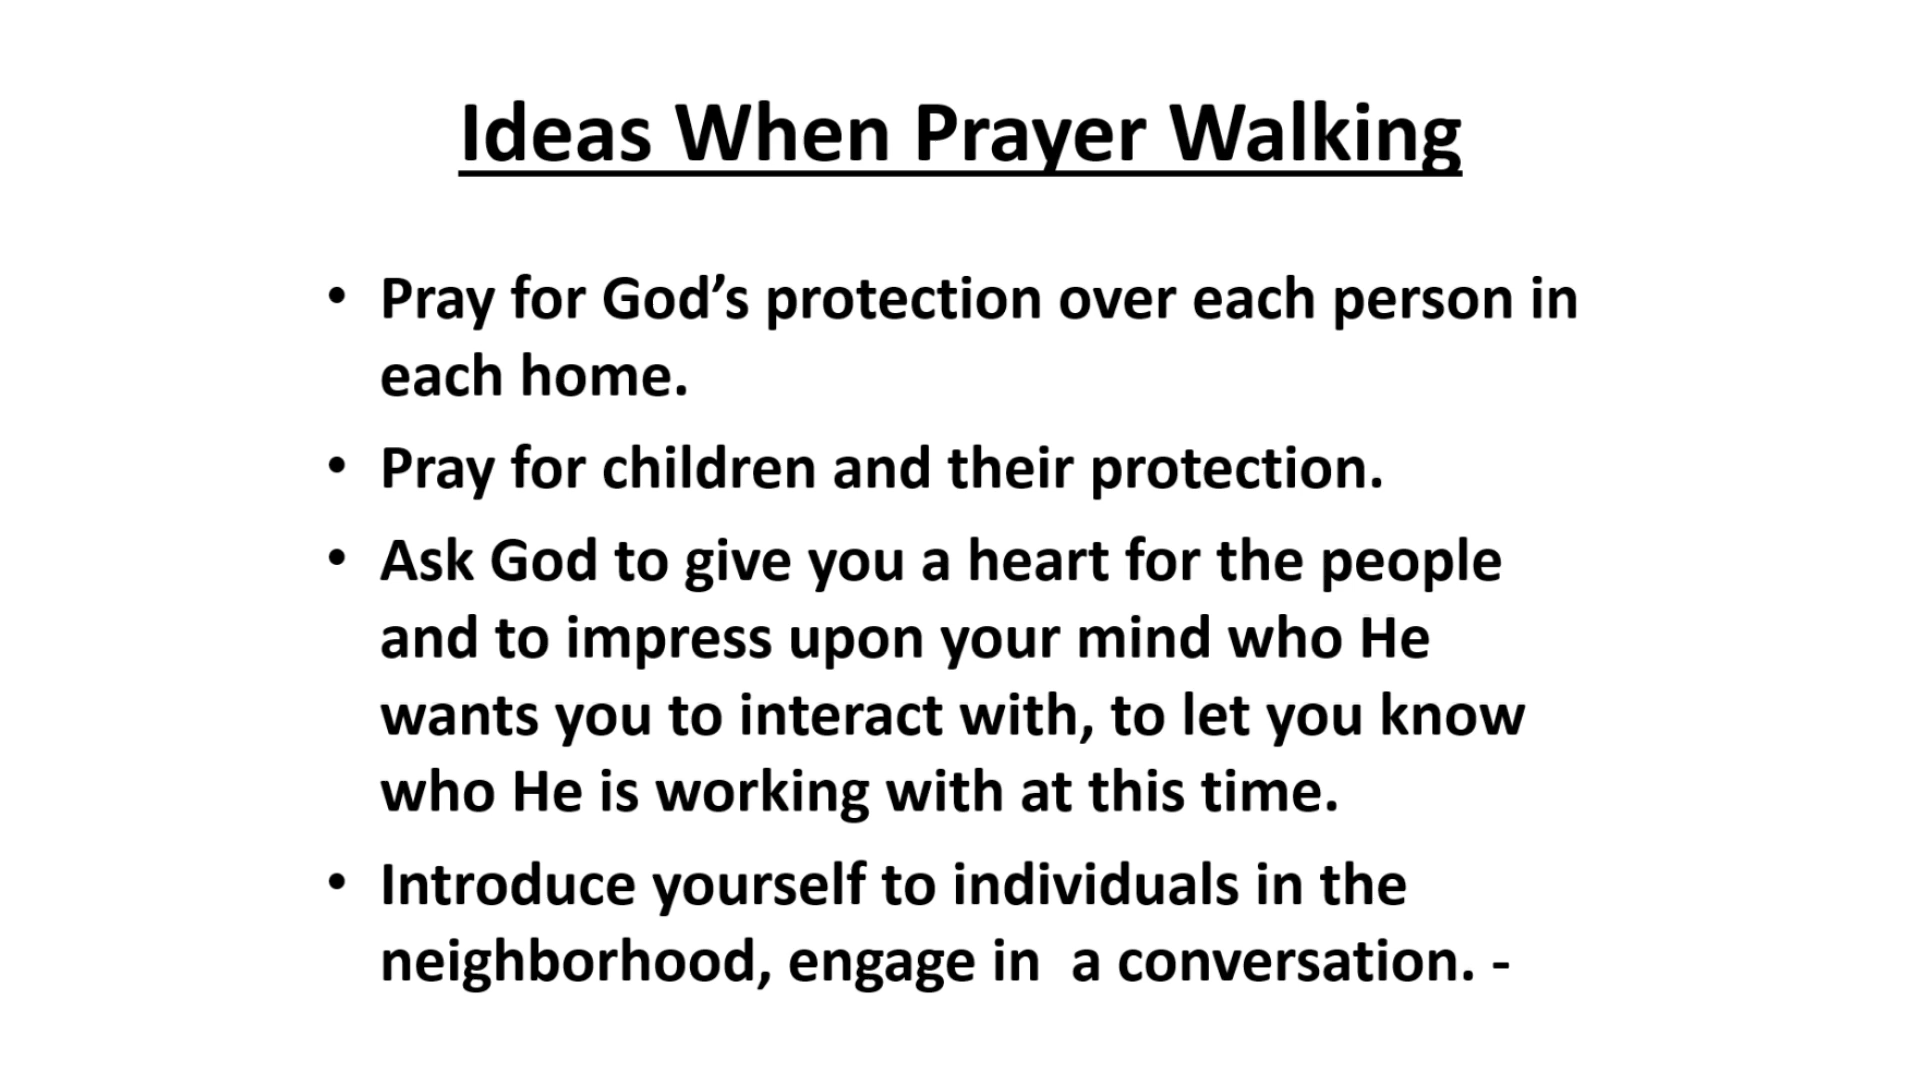 Ideas When Prayer Walking
• Pray for God’s protection over each person in
each home.
• Pray for children and their protection.
• Ask God to give you a heart for the people
and to impress upon your mind who He
wants you to interact with, to let you know
who He is working with at this time.
• Introduce yourself to individuals in the
neighborhood, engage in  a conversation. -